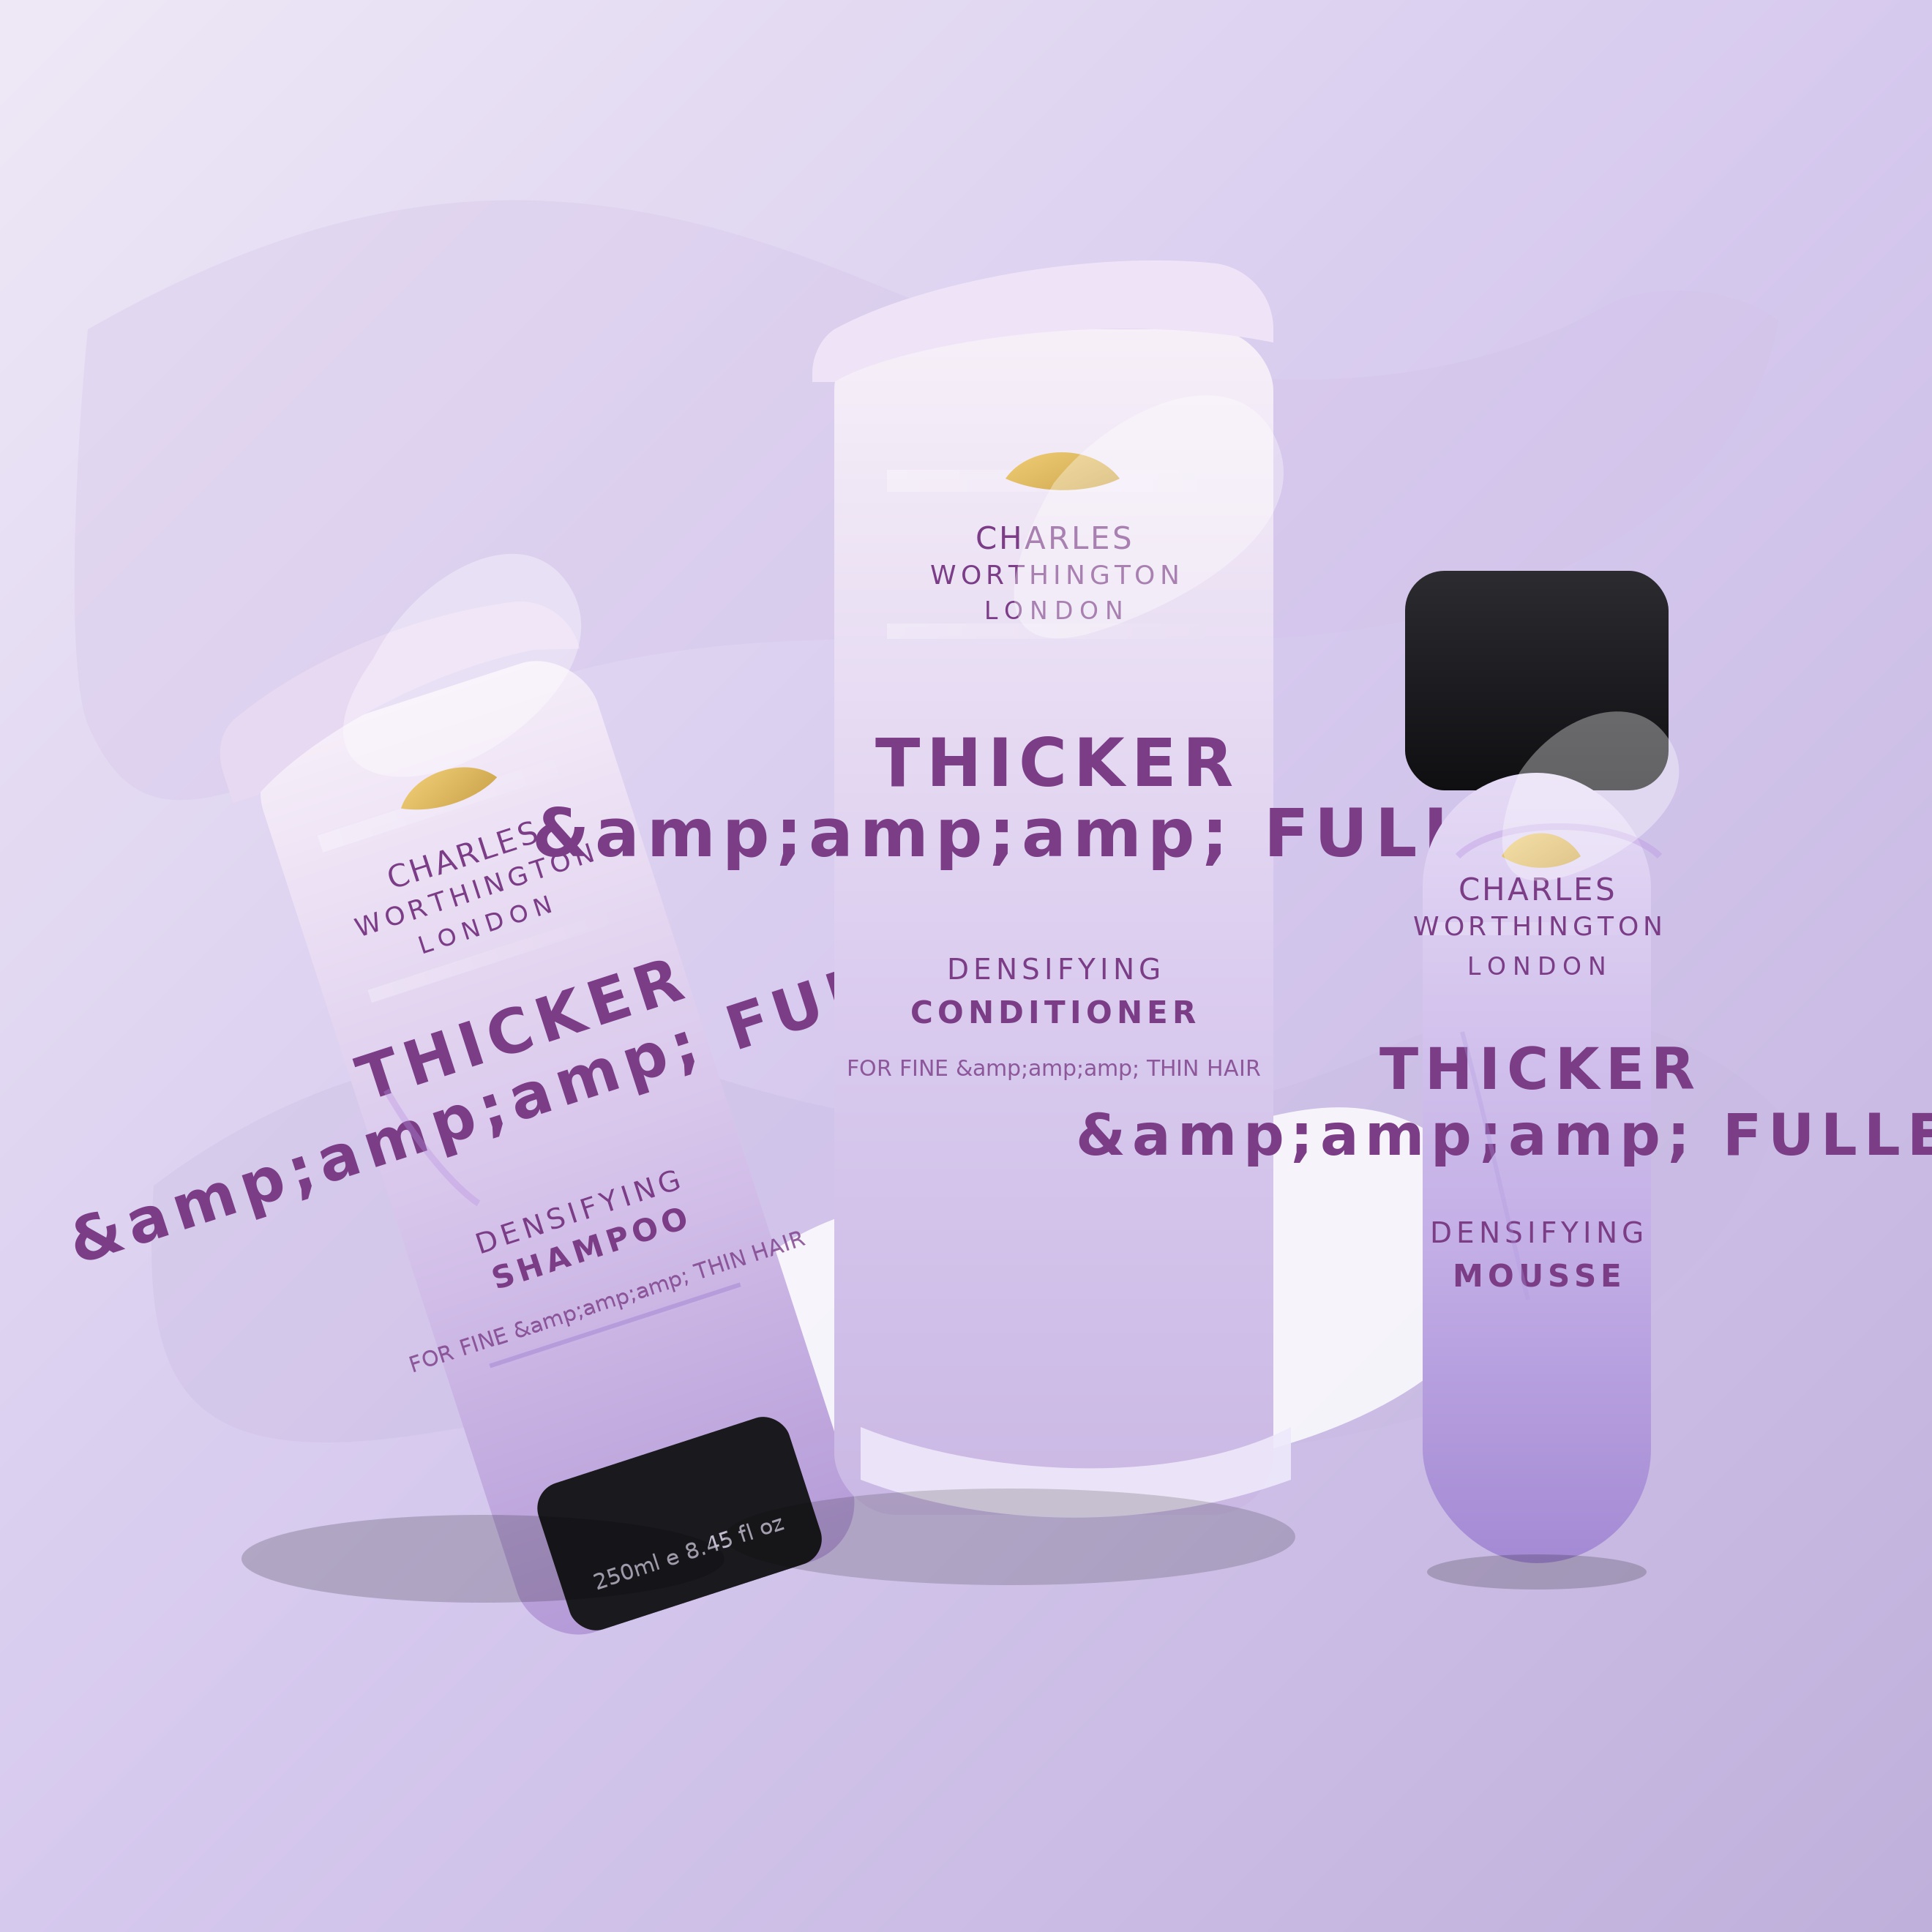 CHARLES
WORTHINGTON
LONDON
THICKER
&amp;amp;amp; FUL
DENSIFYING
SHAMPOO
FOR FINE &amp;amp;amp; THIN HAIR
250ml e 8.45 fl oz
CHARLES
WORTHINGTON
LONDON
THICKER
&amp;amp;amp; FULL
DENSIFYING
CONDITIONER
FOR FINE &amp;amp;amp; THIN HAIR
CHARLES
WORTHINGTON
LONDON
THICKER
&amp;amp;amp; FULLE
DENSIFYING
MOUSSE